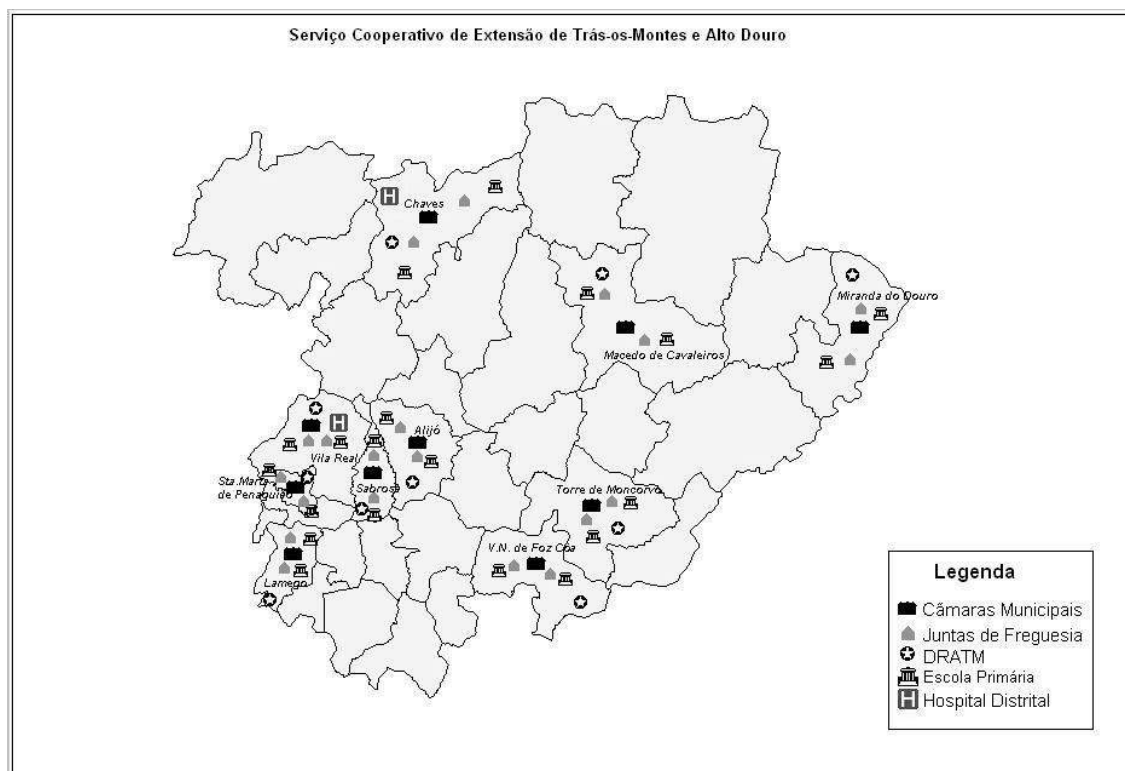 Serviço Cooperativo de Extensão de Trás-os-Montes e Alto Douro
H
Chaves
Miranda do Douro
Macedo de Cavaleiros
H
Alijó
Vila Real
Sta.Marta
de Penaguião
Sabrosa
Torre de Moncorvo
V.N. de Foz Côa
Lamego
Legenda
Câmaras Municipais
Juntas de Freguesia
DRATM
Escola Primária
H Hospital Distrital